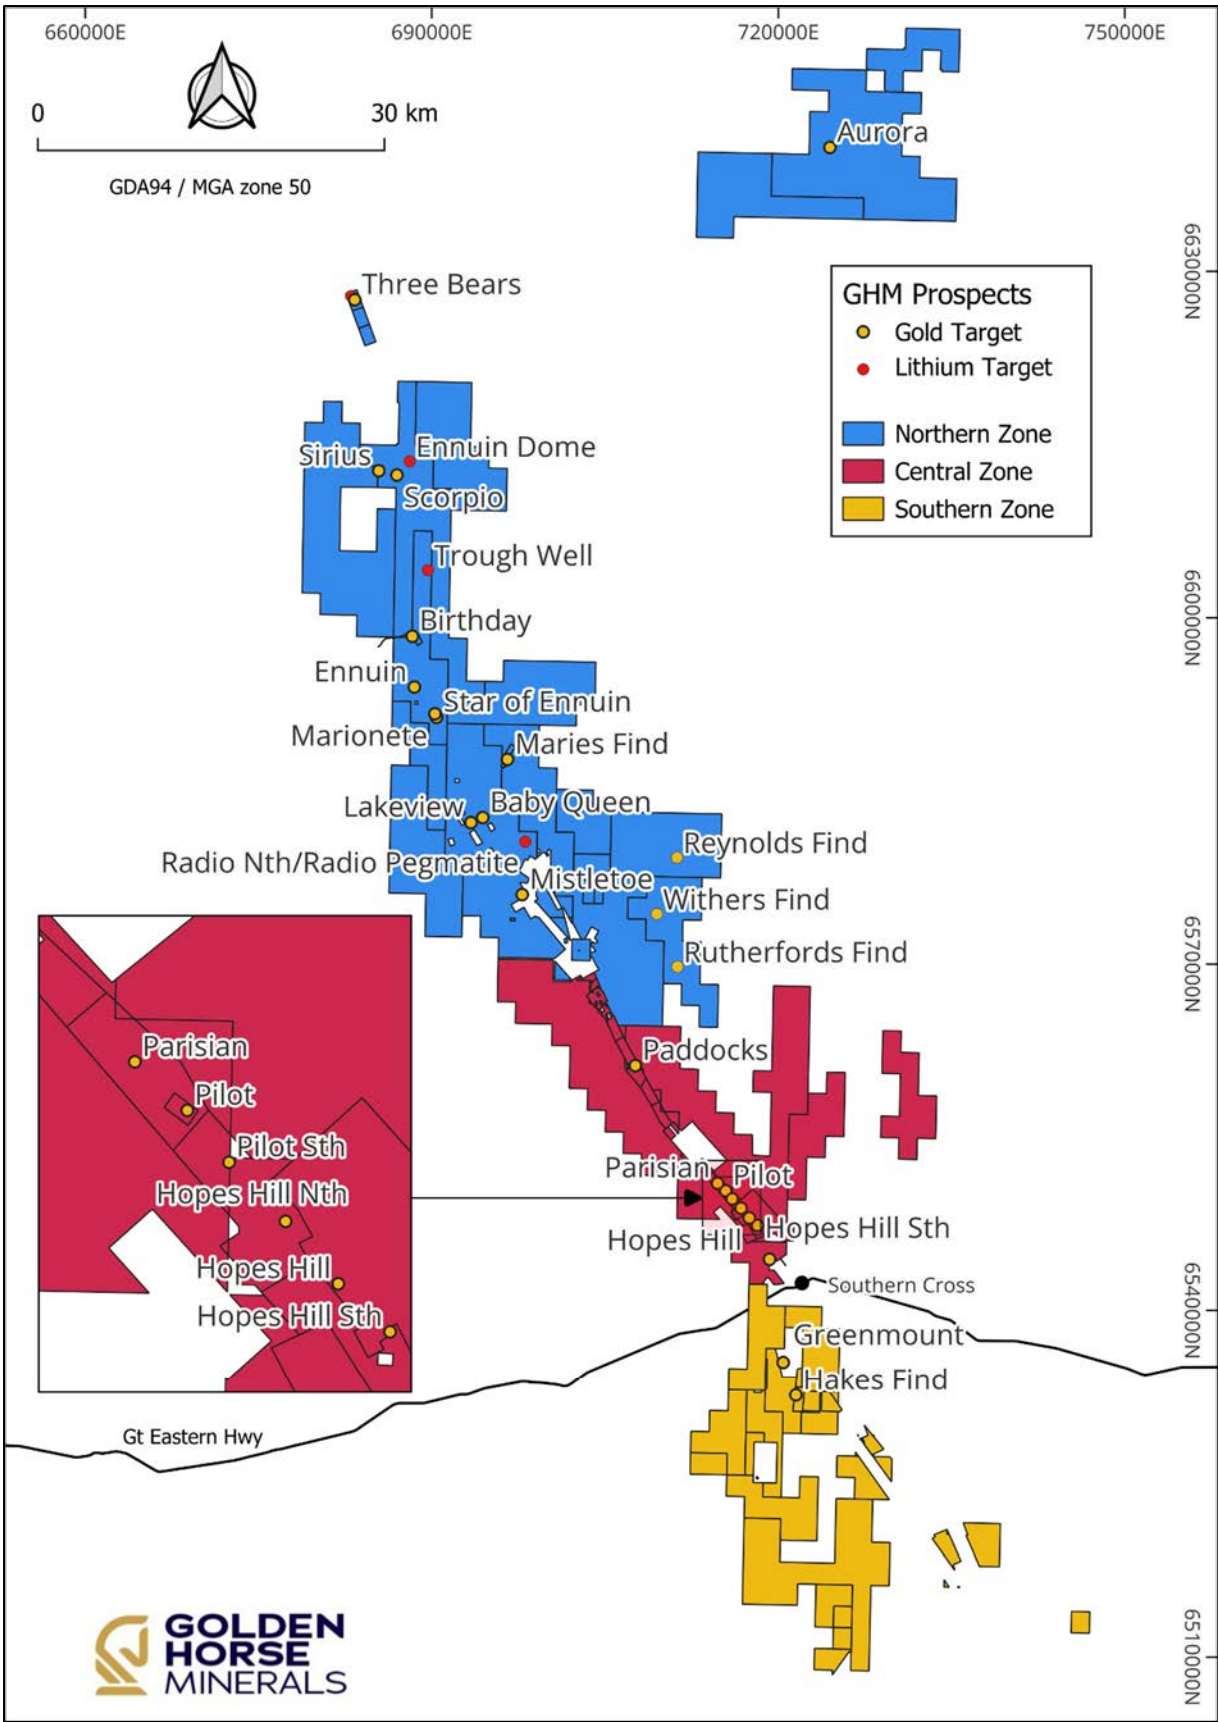 660000E
690000E
720000E
750000E
0
30 km
GDA94 / MGA zone 50
Aurora
6630000N
Three Bears
GHM Prospects
Gold Target
Lithium Target
Northern Zone
Central Zone
Southern Zone
Sirius
Ennuin Dome
Scorpio
Trough Well
6600000N
Birthday
Ennuin
Star of Ennuin
Marionete
Maries Find
Lakeview
Baby Queen
Reynolds Find
Radio Nth/Radio Pegmatite
Mistletoe
Withers Find
Rutherfords Find
6570000N
Parisian
Pilot
Pilot Sth
Hopes Hill Nth
Hopes Hill
Hopes Hill Sth
Paddocks
Parisian
Pilot
Hopes Hill Sth
Hopes Hill
Southern Cross
6540000N
Greenmount
Hakes Find
Gt Eastern Hwy
6510000N
GOLDEN
HORSE
MINERALS